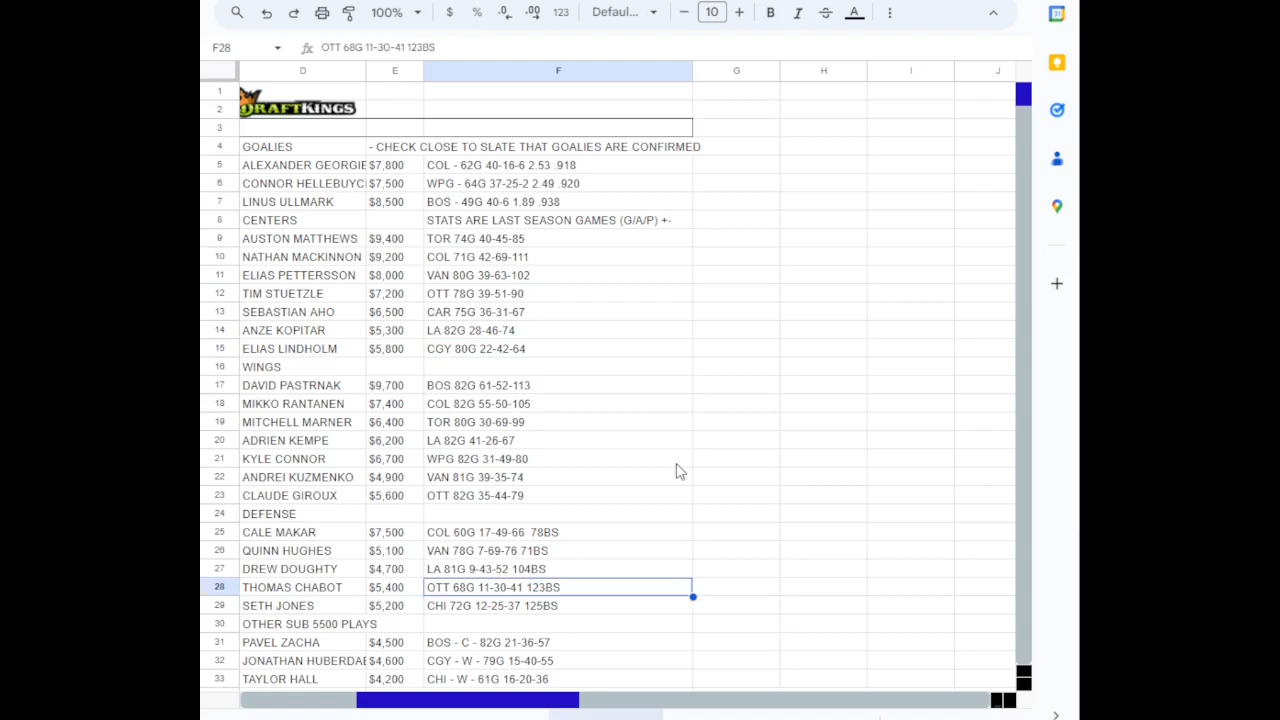 100% $ % .0 .00 123 Defaul... 10 B I S A
F28 fx OTT 68G 11-30-41 123BS
D E F G H I J
1
2 DRAFTKINGS
3
4 GOALIES - CHECK CLOSE TO SLATE THAT GOALIES ARE CONFIRMED
5 ALEXANDER GEORGE $7,800 COL - 62G 40-16-6 2.53 .918
6 CONNOR HELLEBUYC $7,500 WPG - 64G 37-25-2 2.49 .920
7 LINUS ULLMARK $8,500 BOS - 49G 40-6 1.89 .938
8 CENTERS STATS ARE LAST SEASON GAMES (G/A/P) +-
9 AUSTON MATTHEWS $9,400 TOR 74G 40-45-85
10 NATHAN MACKINNON $9,200 COL 71G 42-69-111
11 ELIAS PETTERSSON $8,000 VAN 80G 39-63-102
12 TIM STUETZLE $7,200 OTT 78G 39-51-90
13 SEBASTIAN AHO $6,500 CAR 75G 36-31-67
14 ANZE KOPITAR $5,300 LA 82G 28-46-74
15 ELIAS LINDHOLM $5,800 CGY 80G 22-42-64
16 WINGS
17 DAVID PASTRNAK $9,700 BOS 82G 61-52-113
18 MIKKO RANTANEN $7,400 COL 82G 55-50-105
19 MITCHELL MARNER $6,400 TOR 80G 30-69-99
20 ADRIEN KEMPE $6,200 LA 82G 41-26-67
21 KYLE CONNOR $6,700 WPG 82G 31-49-80
22 ANDREI KUZMENKO $4,900 VAN 81G 39-35-74
23 CLAUDE GIROUX $5,600 OTT 82G 35-44-79
24 DEFENSE
25 CALE MAKAR $7,500 COL 60G 17-49-66 78BS
26 QUINN HUGHES $5,100 VAN 78G 7-69-76 71BS
27 DREW DOUGHTY $4,700 LA 81G 9-43-52 104BS
28 THOMAS CHABOT $5,400 OTT 68G 11-30-41 123BS
29 SETH JONES $5,200 CHI 72G 12-25-37 125BS
30 OTHER SUB 5500 PLAYS
31 PAVEL ZACHA $4,500 BOS - C - 82G 21-36-57
32 JONATHAN HUBERDAE $4,600 CGY - W - 79G 15-40-55
33 TAYLOR HALL $4,200 CHI - W - 61G 16-20-36